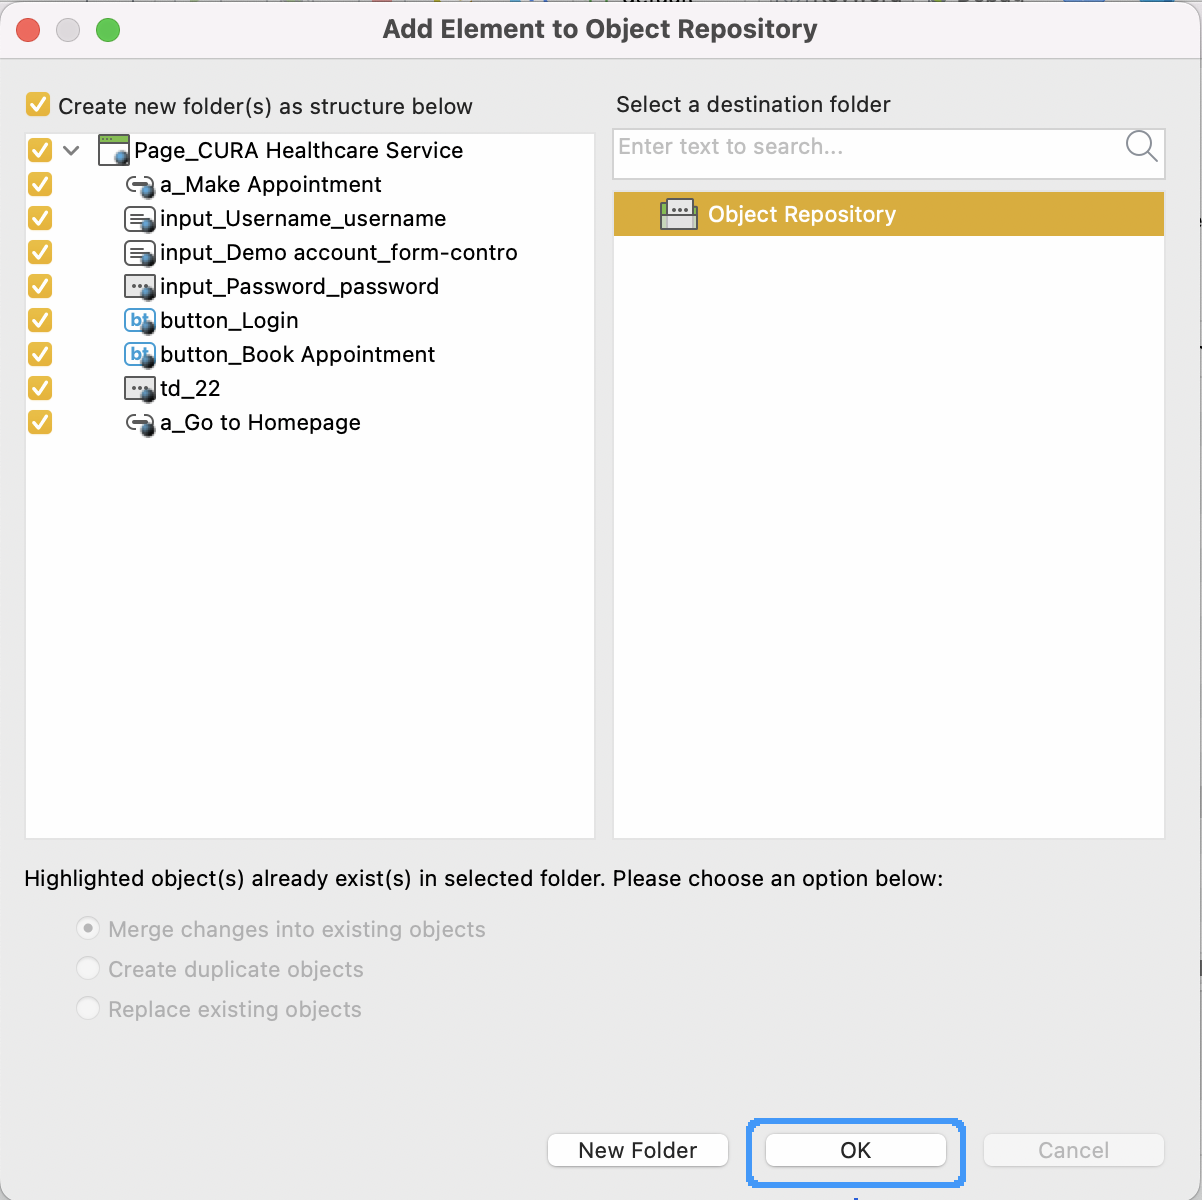 Add Element to Object Repository
Create new folder(s) as structure below
Page_CURA Healthcare Service
a_Make Appointment
input_Username_username
input_Demo account_form-contro
input_Password_password
button_Login
button_Book Appointment
td_22
a_Go to Homepage
Select a destination folder
Enter text to search...
Object Repository
Highlighted object(s) already exist(s) in selected folder. Please choose an option below:
Merge changes into existing objects
Create duplicate objects
Replace existing objects
New Folder
OK
Cancel